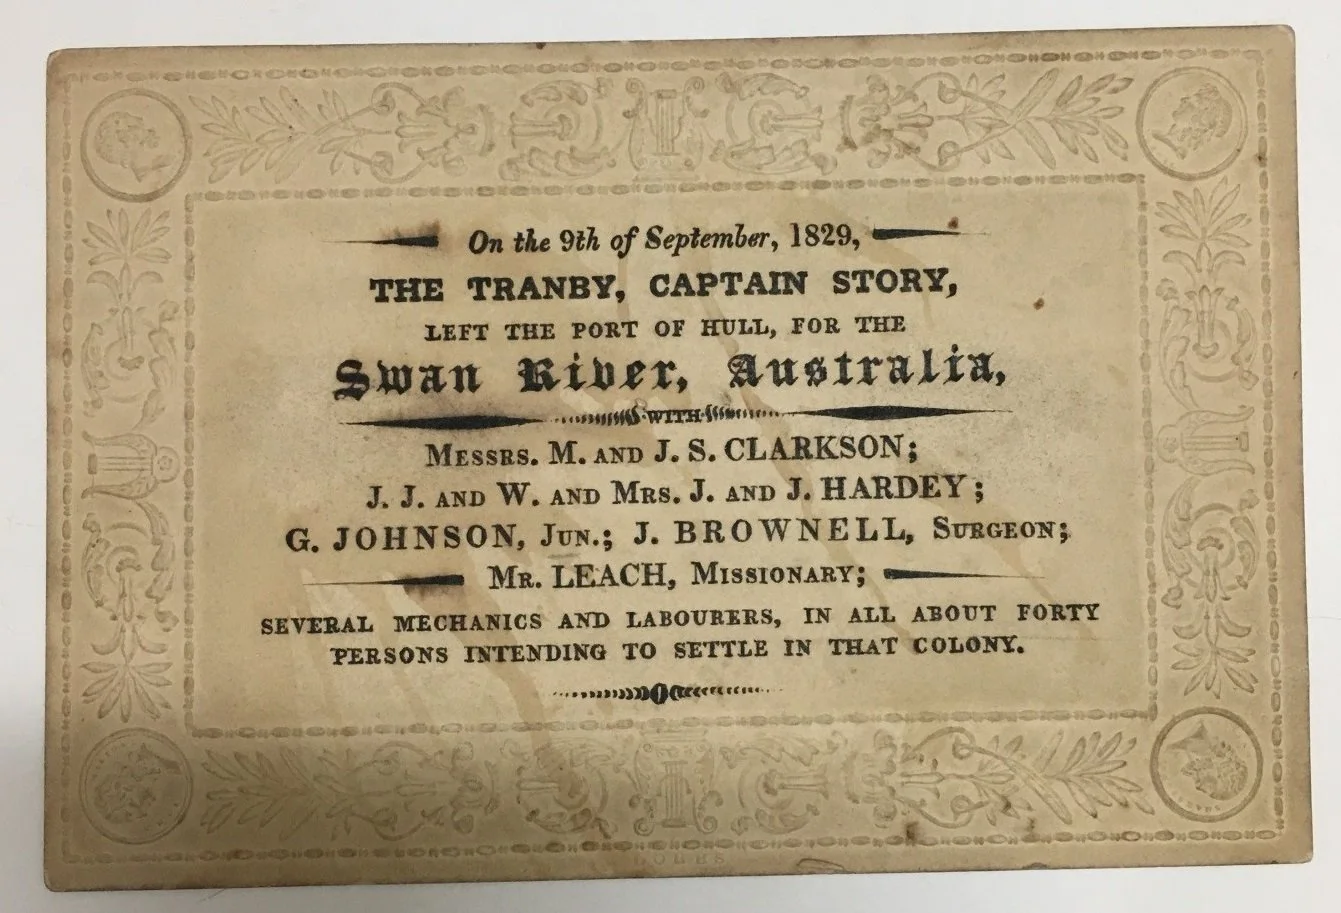 On the 9th of September, 1829,
THE TRANBY, CAPTAIN STORY,
LEFT THE PORT OF HULL, FOR THE
Swan River, Australia,
WITH
MESSRS. M. AND J. S. CLARKSON;
J. J. AND W. AND MRS. J. AND J. HARDEY;
G. JOHNSON, JUN.; J. BROWNELL, SURGEON;
MR. LEACH, MISSIONARY;
SEVERAL MECHANICS AND LABOURERS, IN ALL ABOUT FORTY
PERSONS INTENDING TO SETTLE IN THAT COLONY.
DOBBS